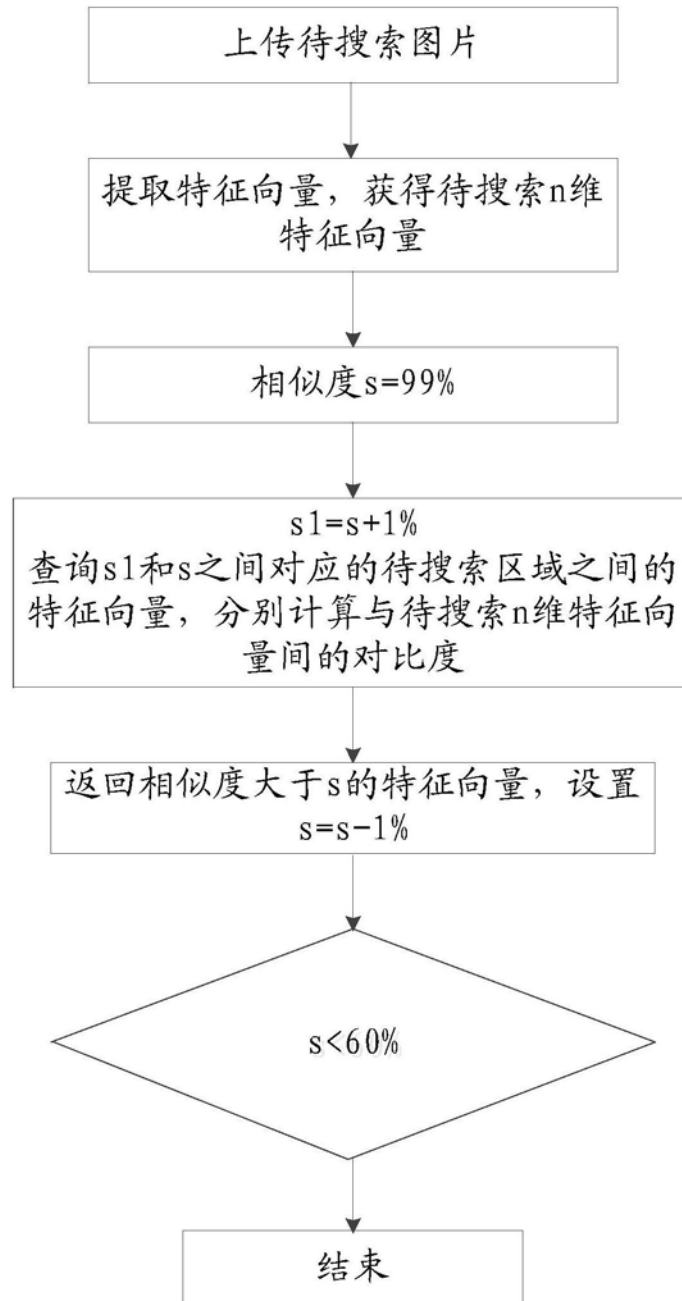 上传待搜索图片
提取特征向量，获得待搜索n维
特征向量
相似度s=99%
s1=s+1%
查询s1和s之间对应的待搜索区域之间的
特征向量，分别计算与待搜索n维特征向
量间的对比度
返回相似度大于s的特征向量，设置
s=s-1%
s<60%
结束